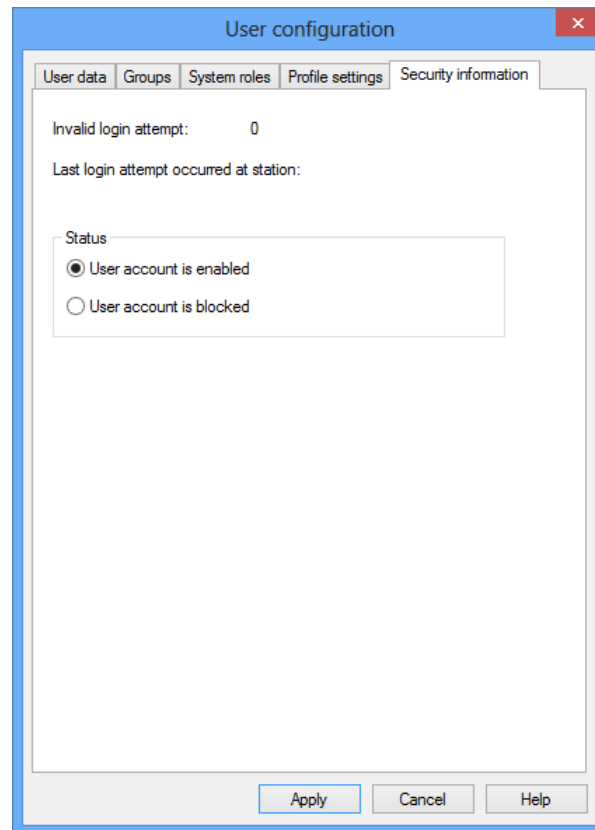 User configuration
User data Groups System roles Profile settings Security information
Invalid login attempt: 0
Last login attempt occurred at station:
Status
User account is enabled
User account is blocked
Apply Cancel Help